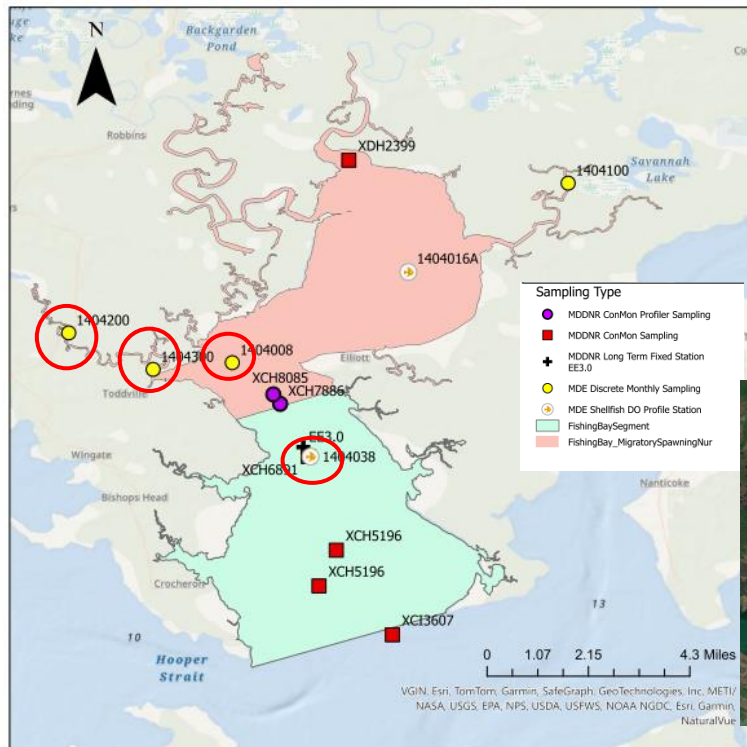 Backgarden
Pond
N
ernes
nding
Robbins
XDH2399
Savannah
Lake
1404100
1404016A
1404200
1404300
1404008
Elliott
XCH8085
XCH7886
Toddville
EE3.0
1404038
XCH6891
Wingate
Bishops Head
Nanticoke
XCH5196
XCH5196
Crocheron
XCI3607
13
10
Hooper
Strait
0 1.07 2.15 4.3 Miles
VGIN, Esri, TomTom, Garmin, SafeGraph, GeoTechnologies, Inc, METI/
NASA, USGS, EPA, NPS, USDA, USFWS, NOAA NGDC, Esri, Garmin,
NaturalVue
Sampling Type
MDDNR ConMon Profiler Sampling
MDDNR ConMon Sampling
MDDNR Long Term Fixed Station
EE3.0
MDE Discrete Monthly Sampling
MDE Shellfish DO Profile Station
FishingBaySegment
FishingBay_MigratorySpawningNur